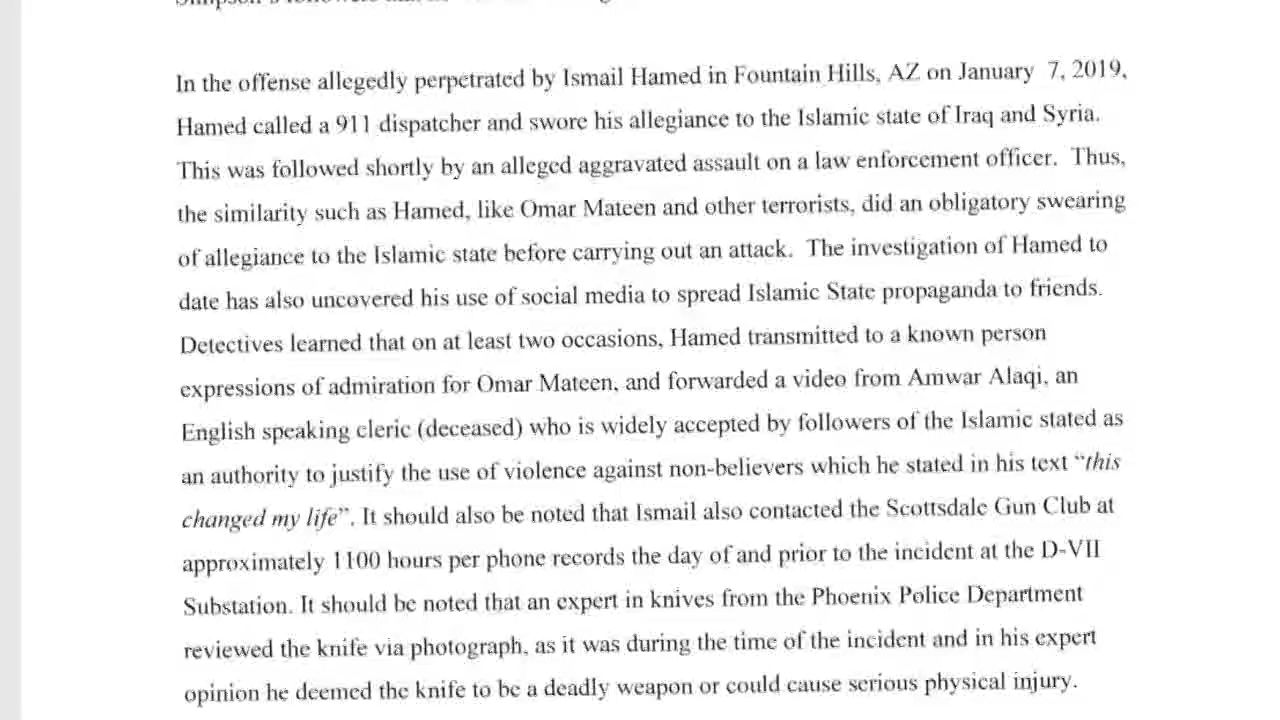 In the offense allegedly perpetrated by Ismail Hamed in Fountain Hills, AZ on January 7, 2019,
Hamed called a 911 dispatcher and swore his allegiance to the Islamic state of Iraq and Syria.
This was followed shortly by an alleged aggravated assault on a law enforcement officer. Thus,
the similarity such as Hamed, like Omar Mateen and other terrorists, did an obligatory swearing
of allegiance to the Islamic state before carrying out an attack. The investigation of Hamed to
date has also uncovered his use of social media to spread Islamic State propaganda to friends.
Detectives learned that on at least two occasions, Hamed transmitted to a known person
expressions of admiration for Omar Mateen, and forwarded a video from Amwar Alaqi, an
English speaking cleric (deceased) who is widely accepted by followers of the Islamic stated as
an authority to justify the use of violence against non-believers which he stated in his text “this
changed my life”. It should also be noted that Ismail also contacted the Scottsdale Gun Club at
approximately 1100 hours per phone records the day of and prior to the incident at the D-VII
Substation. It should be noted that an expert in knives from the Phoenix Police Department
reviewed the knife via photograph, as it was during the time of the incident and in his expert
opinion he deemed the knife to be a deadly weapon or could cause serious physical injury.